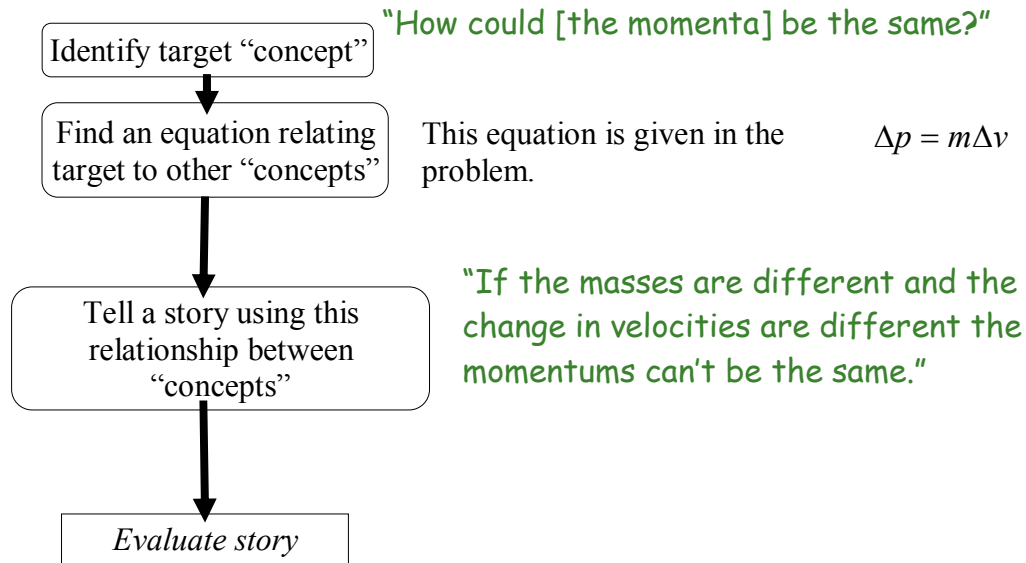 "How could [the momenta] be the same?"
Identify target “concept”
Find an equation relating
target to other “concepts”
This equation is given in the
problem.
Δp = mΔv
Tell a story using this
relationship between
“concepts”
"If the masses are different and the
change in velocities are different the
momentums can't be the same."
Evaluate story